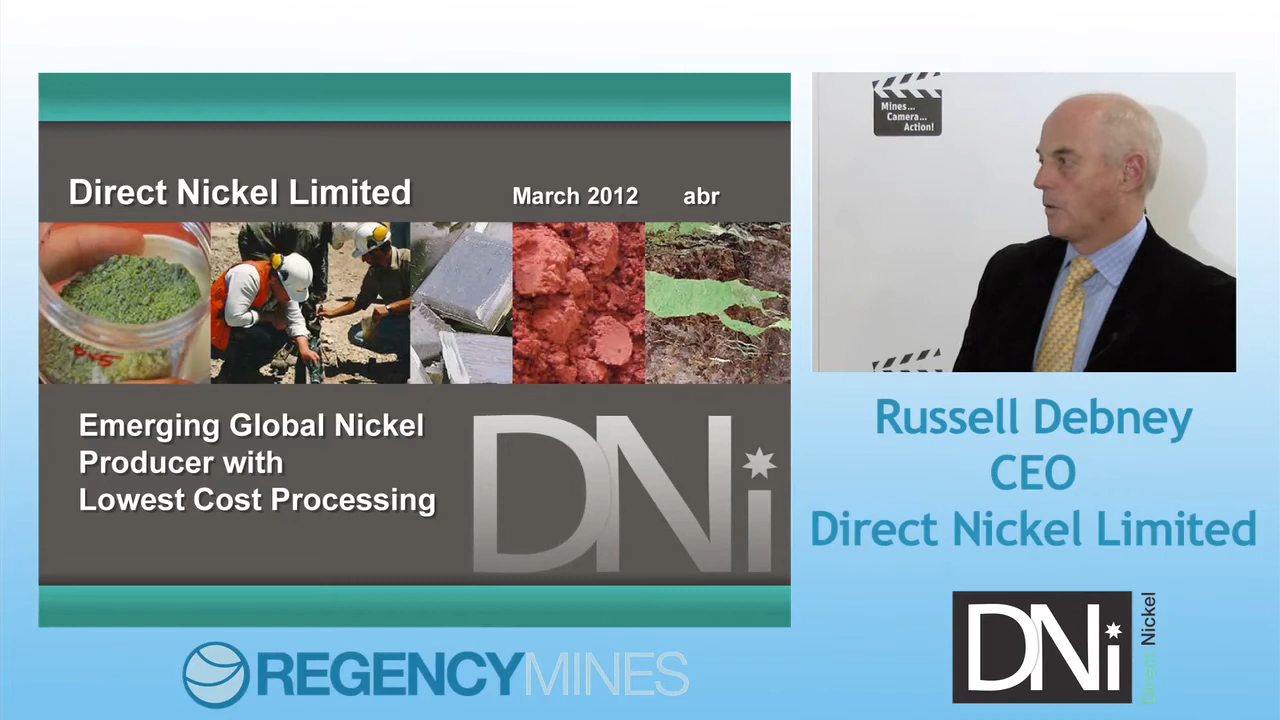 Direct Nickel Limited
March 2012 abr
Emerging Global Nickel
Producer with
Lowest Cost Processing
DNi
REGENCYMINES
Mines...
Camera...
Action!
Russell Debney
CEO
Direct Nickel Limited
DNi
Direct Nickel